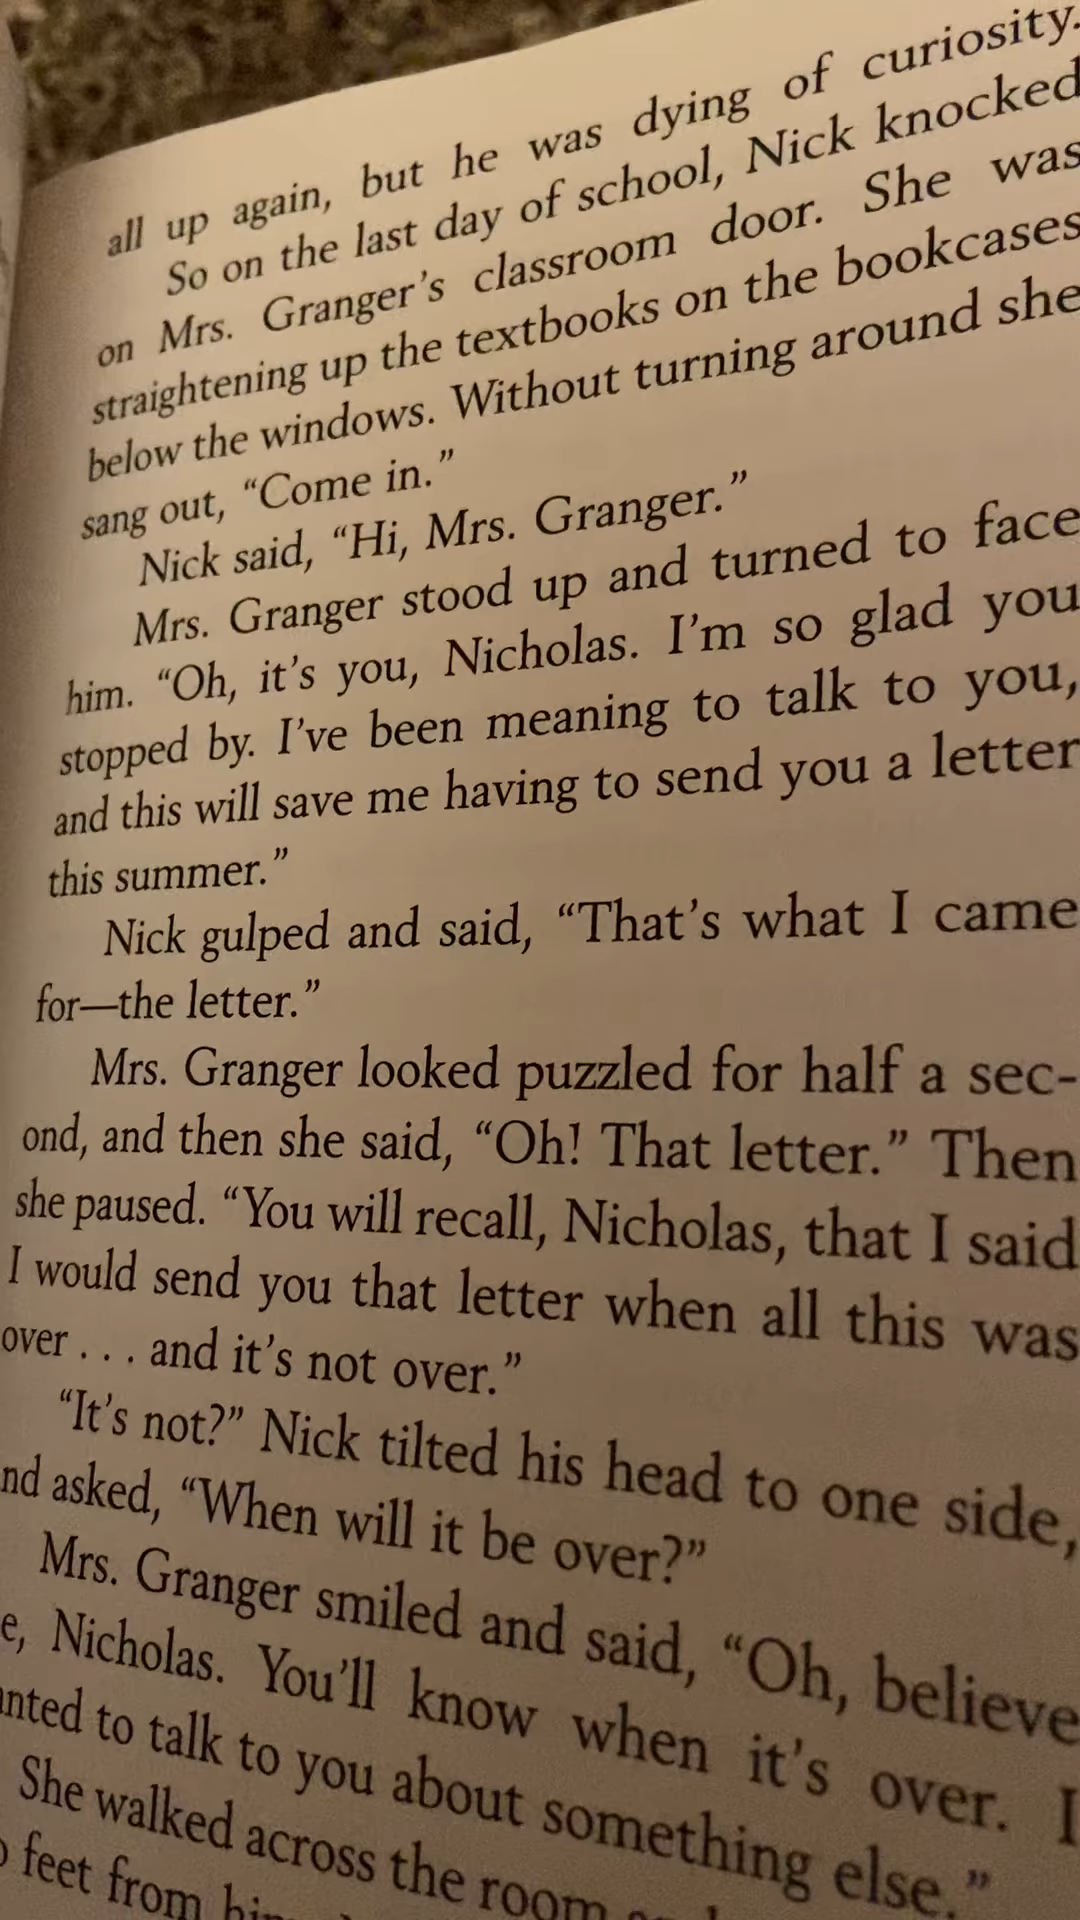 all up again, but he was dying of curiosity.
So on the last day of school, Nick knocked
on Mrs. Granger’s classroom door. She was
straightening up the textbooks on the bookcases
below the windows. Without turning around she
sang out, “Come in.”
Nick said, “Hi, Mrs. Granger.”
Mrs. Granger stood up and turned to face
him. “Oh, it’s you, Nicholas. I’m so glad you
stopped by. I’ve been meaning to talk to you,
and this will save me having to send you a letter
this summer.”
Nick gulped and said, “That’s what I came
for—the letter.”
Mrs. Granger looked puzzled for half a sec-
ond, and then she said, “Oh! That letter.” Then
she paused. “You will recall, Nicholas, that I said
I would send you that letter when all this was
over . . . and it’s not over.”
“It’s not?” Nick tilted his head to one side,
nd asked, “When will it be over?”
Mrs. Granger smiled and said, “Oh, believe
e, Nicholas. You’ll know when it’s over. I
nted to talk to you about something else.”
She walked across the room
feet from